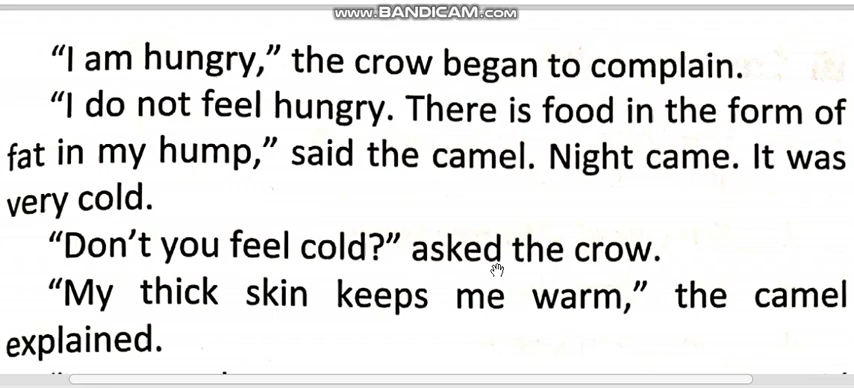 www.BANDICAM.com
“I am hungry,” the crow began to complain.
“I do not feel hungry. There is food in the form of
fat in my hump,” said the camel. Night came. It was
very cold.
“Don’t you feel cold?” asked the crow.
“My thick skin keeps me warm,” the camel
explained.